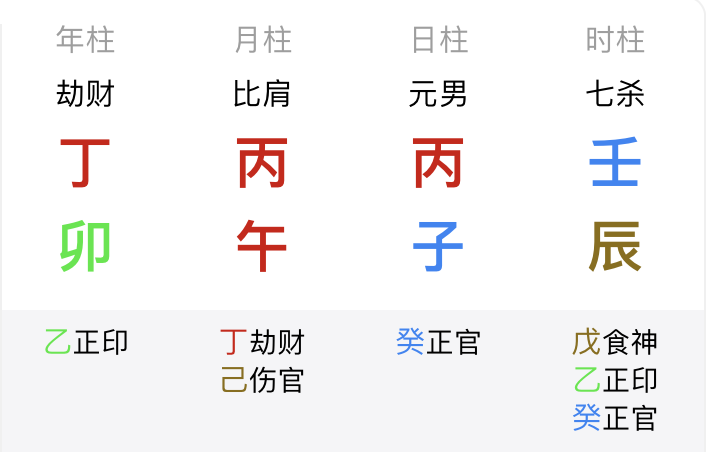 年柱 月柱 日柱 时柱
劫财 比肩 元男 七杀
丁 丙 丙 壬
卯 午 子 辰
乙正印 丁劫财 癸正官 戊食神
己伤官 乙正印
癸正官